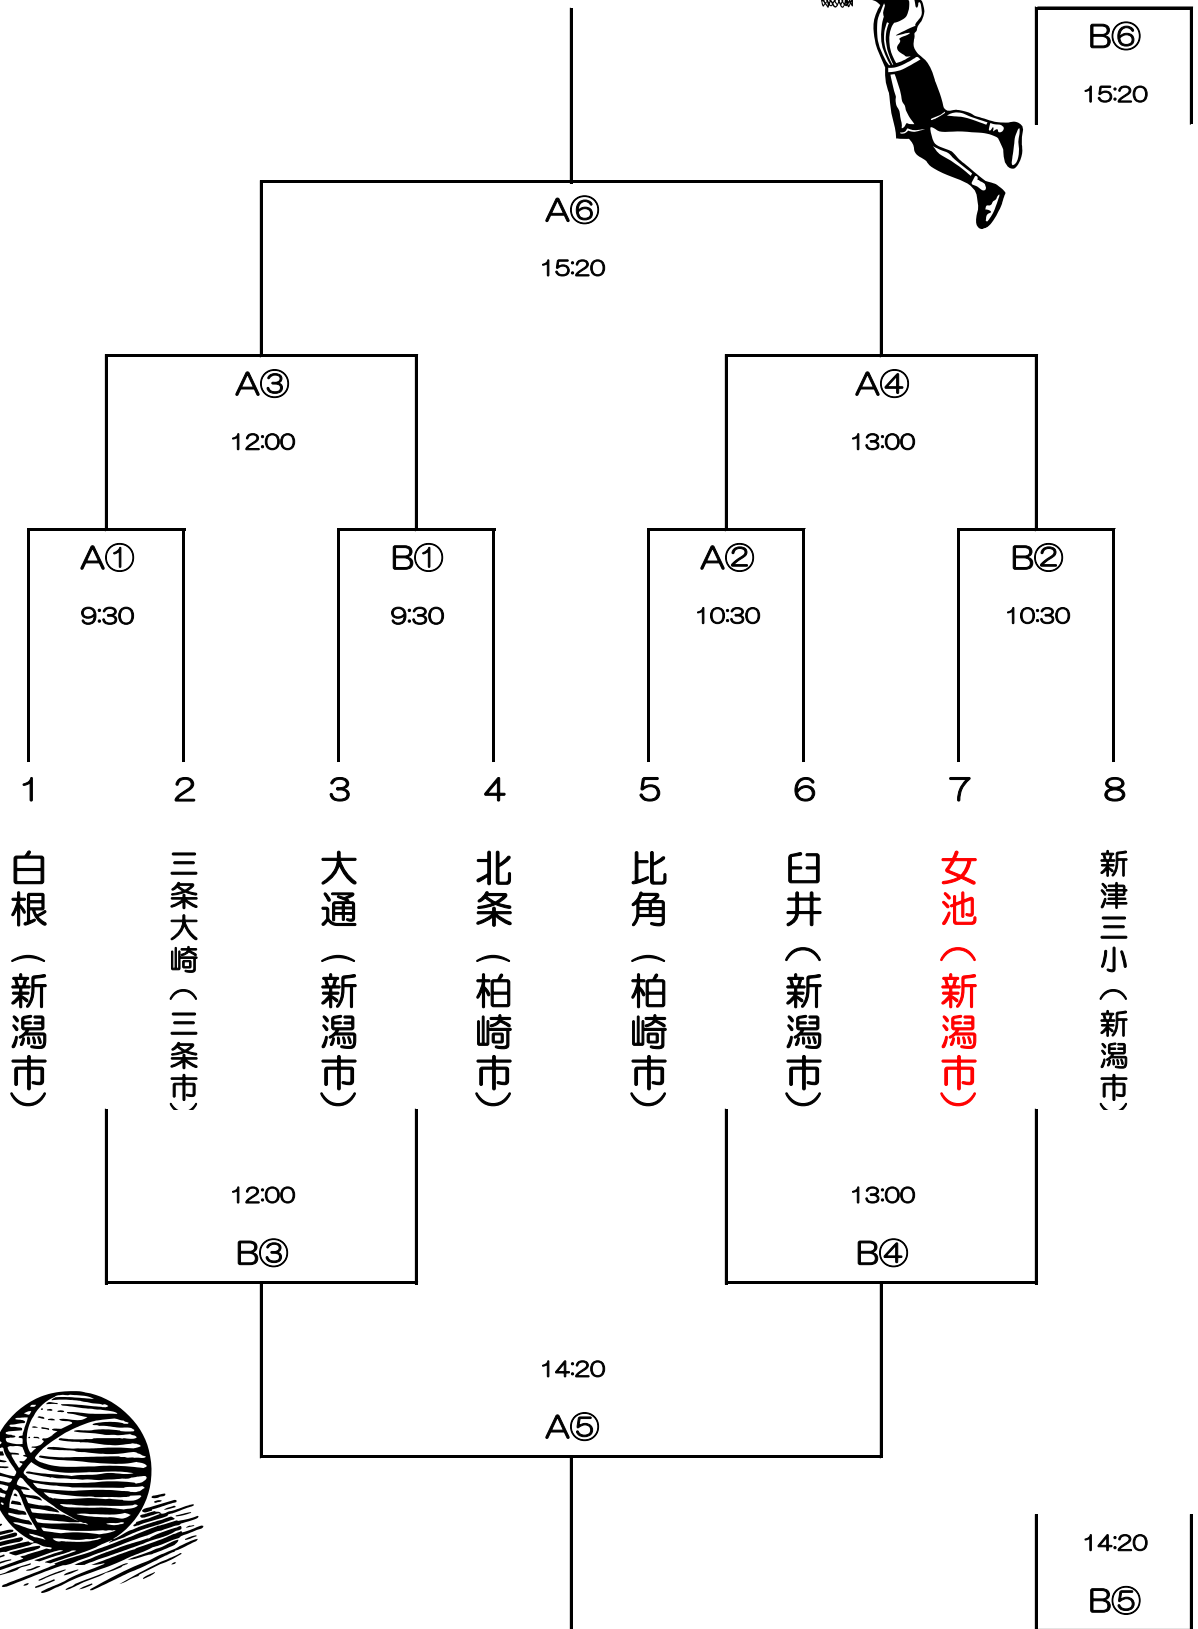 B⑥
15:20
A⑥
15:20
A③
12:00
A④
13:00
A①
9:30
B①
9:30
A②
10:30
B②
10:30
1
2
3
4
5
6
7
8
白根（新潟市）
三条大崎（三条市）
大通（新潟市）
北条（柏崎市）
比角（柏崎市）
臼井（新潟市）
女池（新潟市）
新津三小（新潟市）
12:00
B③
13:00
B④
14:20
A⑤
14:20
B⑤